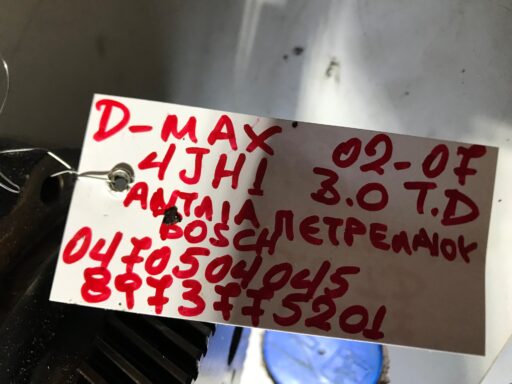 D-MAX 02-07
4JH1 3.0 T.D
ΑΝΤΛΙΑ ΠΕΤΡΕΛΑΙΟΥ
BOSCH
0470504045
8973775201